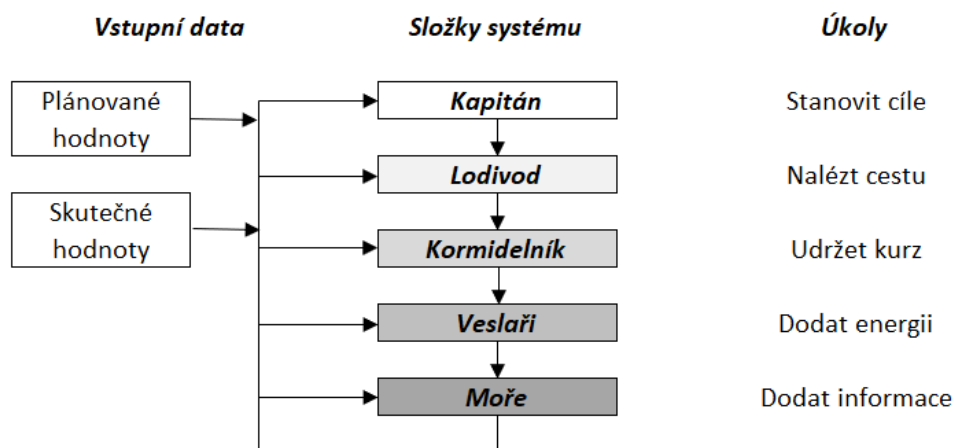 Vstupní data
Složky systému
Úkoly
Plánované
hodnoty
Kapitán
Stanovit cíle
Lodivod
Nalézt cestu
Skutečné
hodnoty
Kormidelník
Udržet kurz
Veslaři
Dodat energii
Moře
Dodat informace